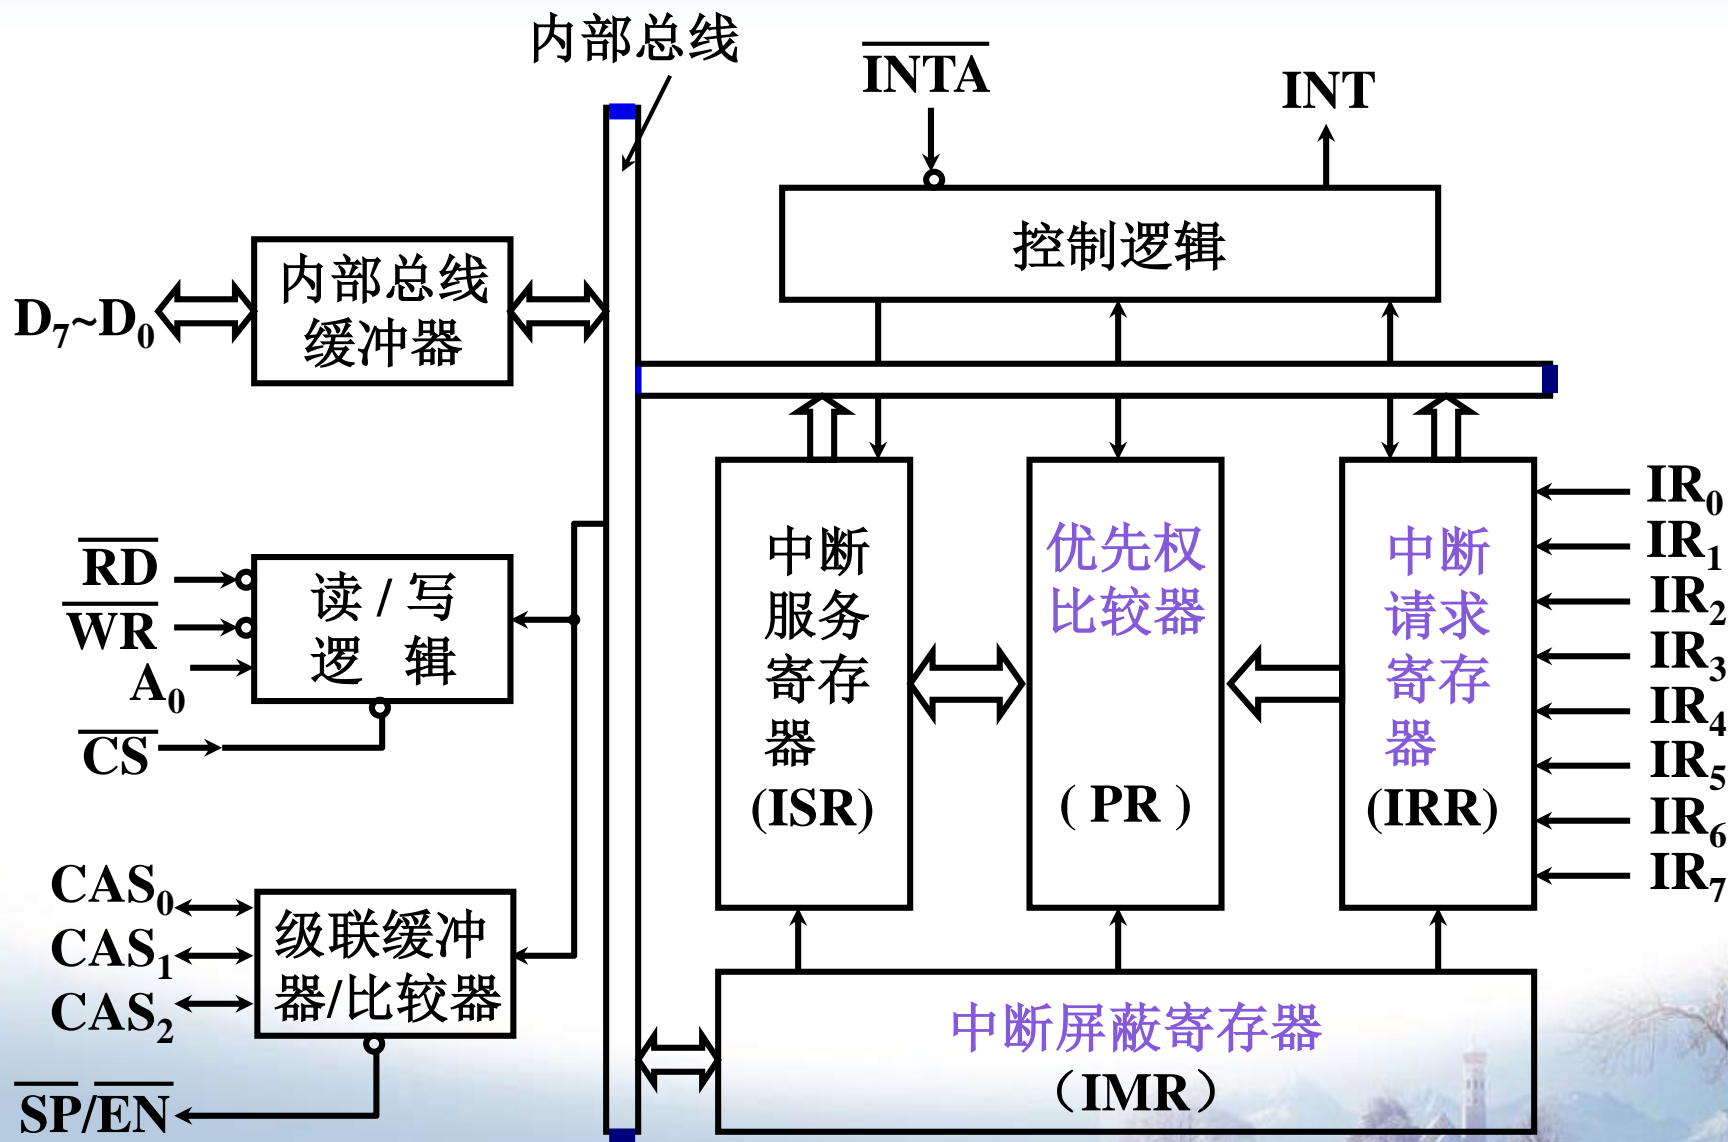 内部总线
INTA
INT
控制逻辑
内部总线
缓冲器
D7~D0
RD
WR
A0
CS
读 / 写
逻 辑
CAS0
CAS1
CAS2
级联缓冲
器/比较器
SP/EN
中断
服务
寄存
器
(ISR)
优先权
比较器
( PR )
中断
请求
寄存
器
(IRR)
IR0
IR1
IR2
IR3
IR4
IR5
IR6
IR7
中断屏蔽寄存器
（IMR）